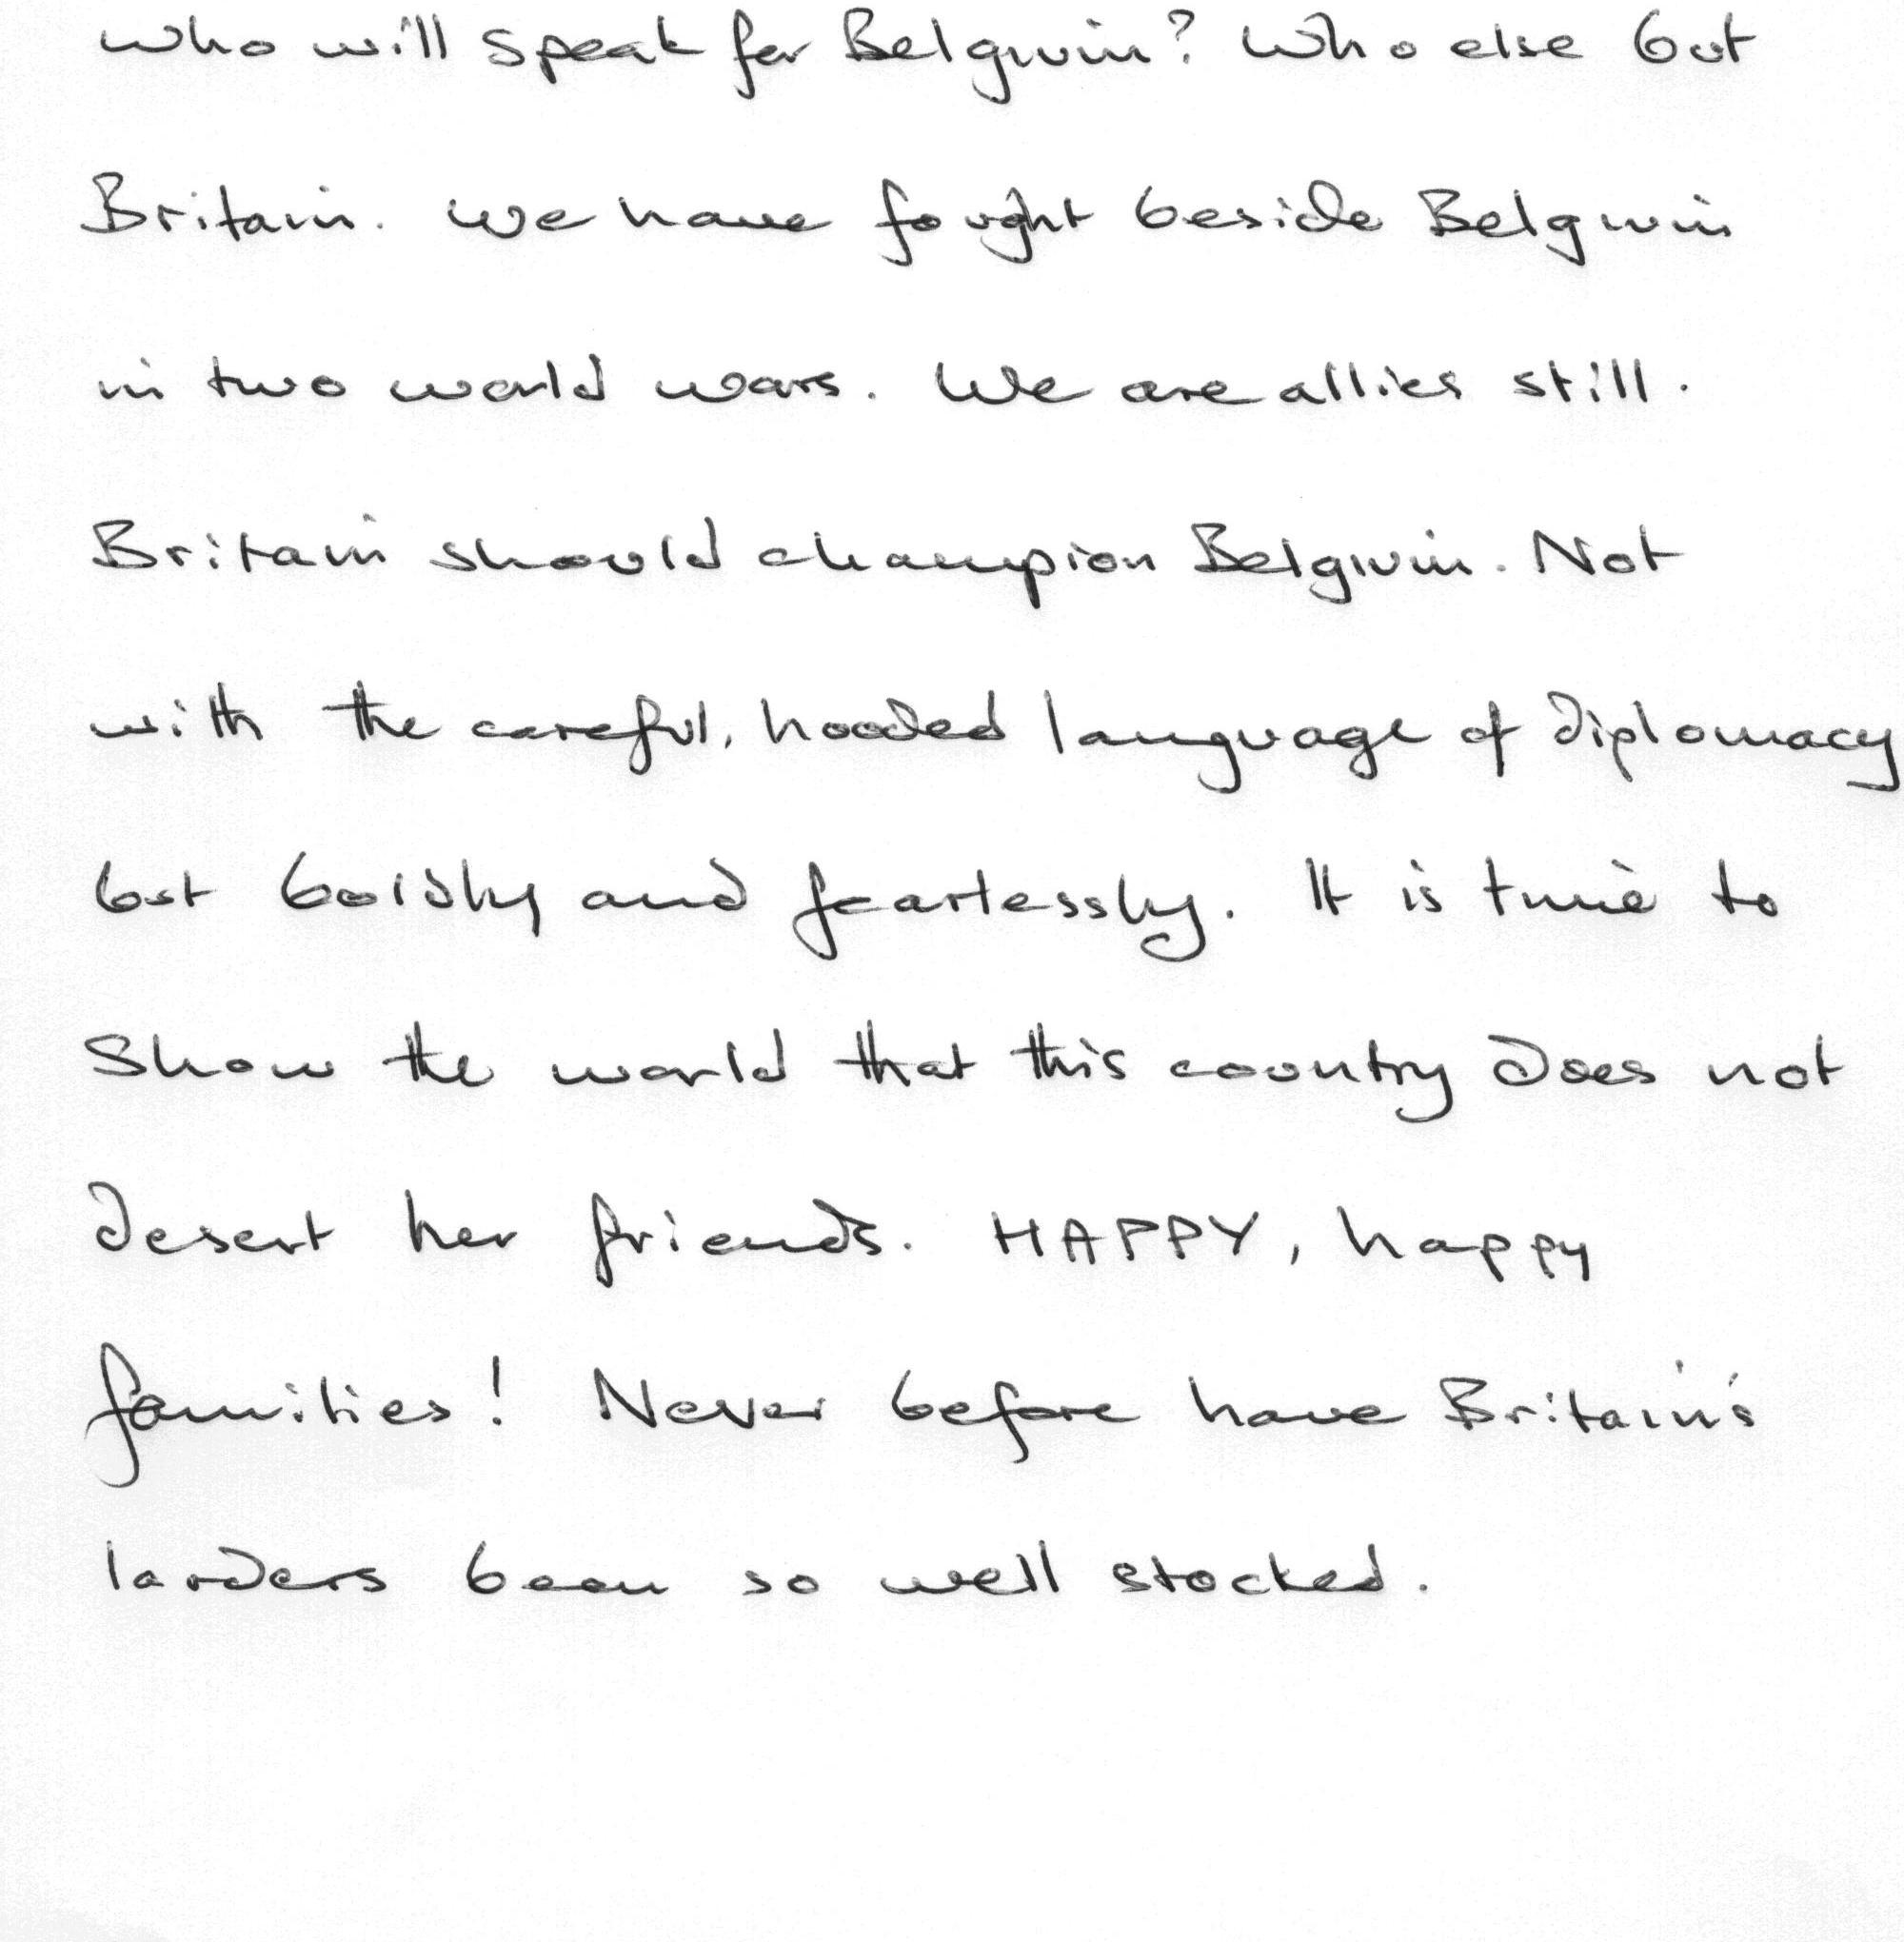 Who will speak for Belgium? Who else but
Britain. We have fought beside Belgium
in two world wars. We are allies still.
Britain should champion Belgium. Not
with the careful, hooded language of diplomacy
but boldly and fearlessly. It is time to
show the world that this country does not
desert her friends. HAPPY, happy
families! Never before have Britain's
larders been so well stocked.